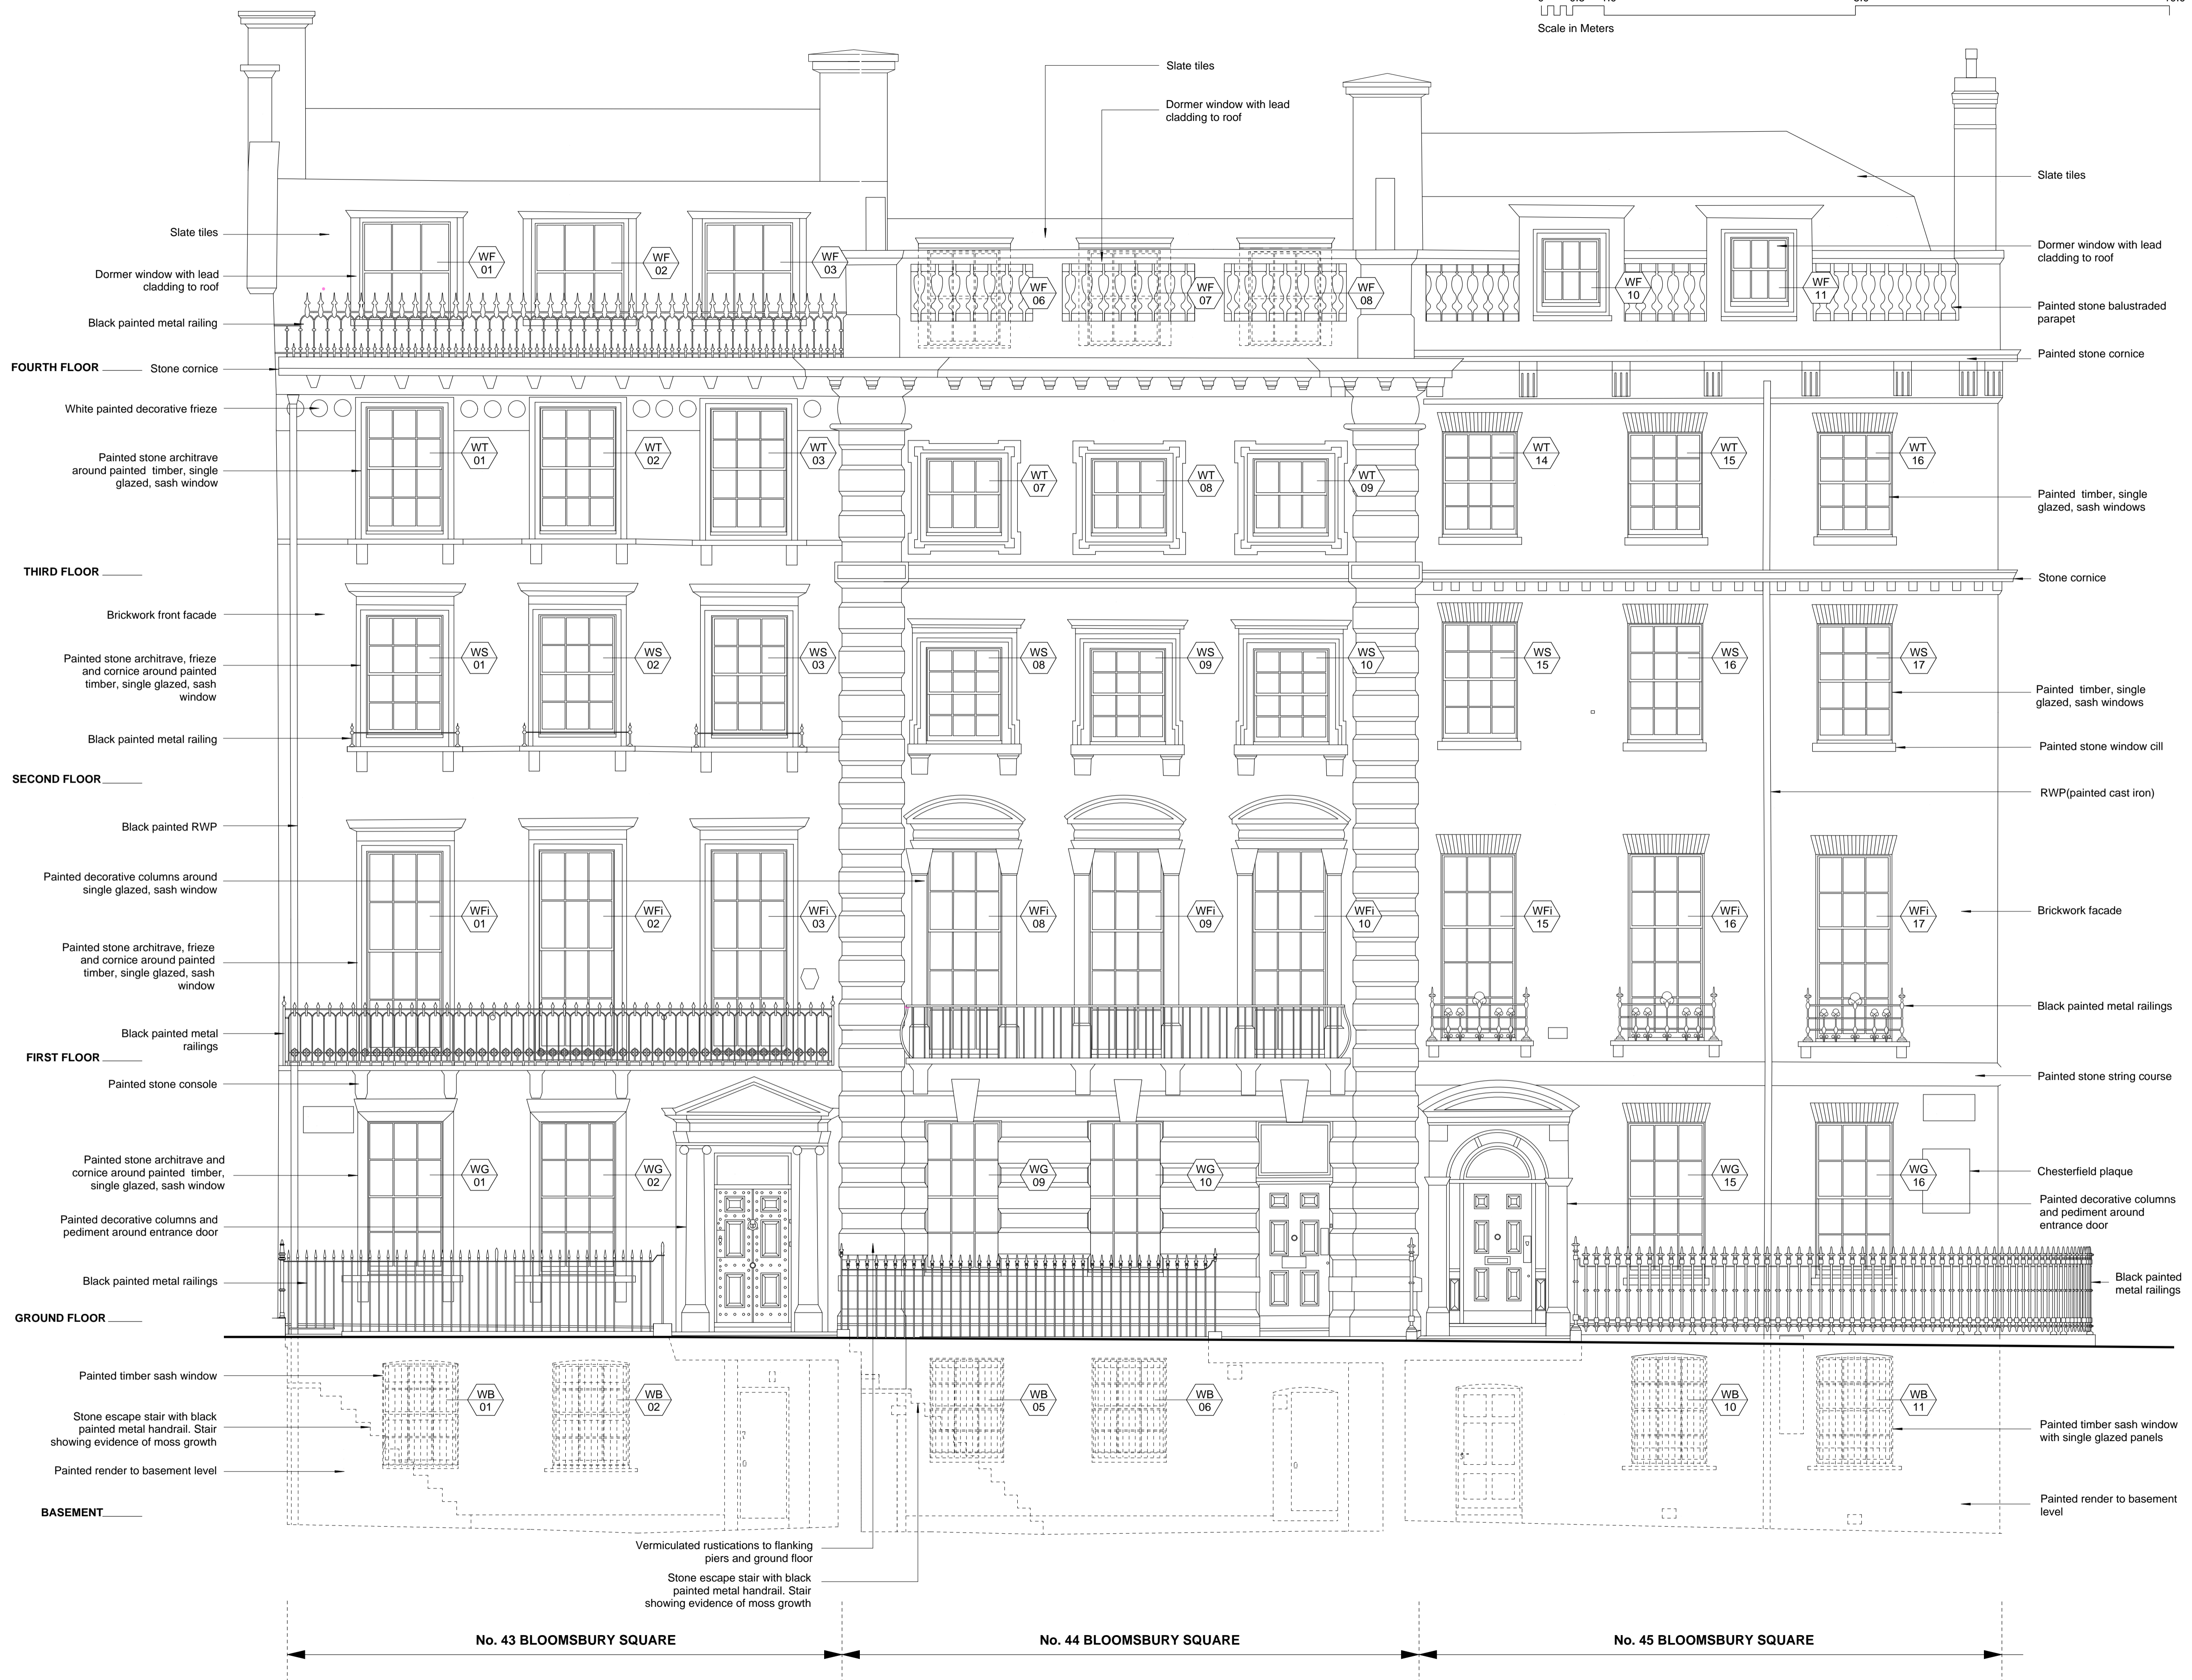 Scale in Meters
Slate tiles
Dormer window with lead
cladding to roof
Slate tiles
Slate tiles
Dormer window with lead
cladding to roof
Dormer window with lead
cladding to roof
WF
01
WF
02
WF
03
WF
06
WF
07
WF
08
WF
10
WF
11
Black painted metal railing
Painted stone balustraded
parapet
FOURTH FLOOR
Stone cornice
Painted stone cornice
White painted decorative frieze
WT
01
WT
02
WT
03
WT
07
WT
08
WT
09
WT
14
WT
15
WT
16
Painted stone architrave
around painted timber, single
glazed, sash window
Painted timber, single
glazed, sash windows
THIRD FLOOR
Stone cornice
Brickwork front facade
WS
01
WS
02
WS
03
WS
08
WS
09
WS
10
WS
15
WS
16
WS
17
Painted stone architrave, frieze
and cornice around painted
timber, single glazed, sash
window
Painted timber, single
glazed, sash windows
Black painted metal railing
Painted stone window cill
SECOND FLOOR
RWP(painted cast iron)
Black painted RWP
Painted decorative columns around
single glazed, sash window
WFi
01
WFi
02
WFi
03
WFi
08
WFi
09
WFi
10
WFi
15
WFi
16
WFi
17
Brickwork facade
Painted stone architrave, frieze
and cornice around painted
timber, single glazed, sash
window
Black painted metal railings
Black painted metal
railings
FIRST FLOOR
Painted stone console
Painted stone string course
WG
01
WG
02
WG
09
WG
10
WG
15
WG
16
Painted stone architrave and
cornice around painted timber,
single glazed, sash window
Chesterfield plaque
Painted decorative columns
and pediment around
entrance door
Painted decorative columns and
pediment around entrance door
Black painted metal railings
Black painted
metal railings
GROUND FLOOR
Painted timber sash window
WB
01
WB
02
WB
05
WB
06
WB
10
WB
11
Stone escape stair with black
painted metal handrail. Stair
showing evidence of moss growth
Painted timber sash window
with single glazed panels
Painted render to basement level
Painted render to basement
level
BASEMENT
Vermiculated rustications to flanking
piers and ground floor
Stone escape stair with black
painted metal handrail. Stair
showing evidence of moss growth
No. 43 BLOOMSBURY SQUARE
No. 44 BLOOMSBURY SQUARE
No. 45 BLOOMSBURY SQUARE